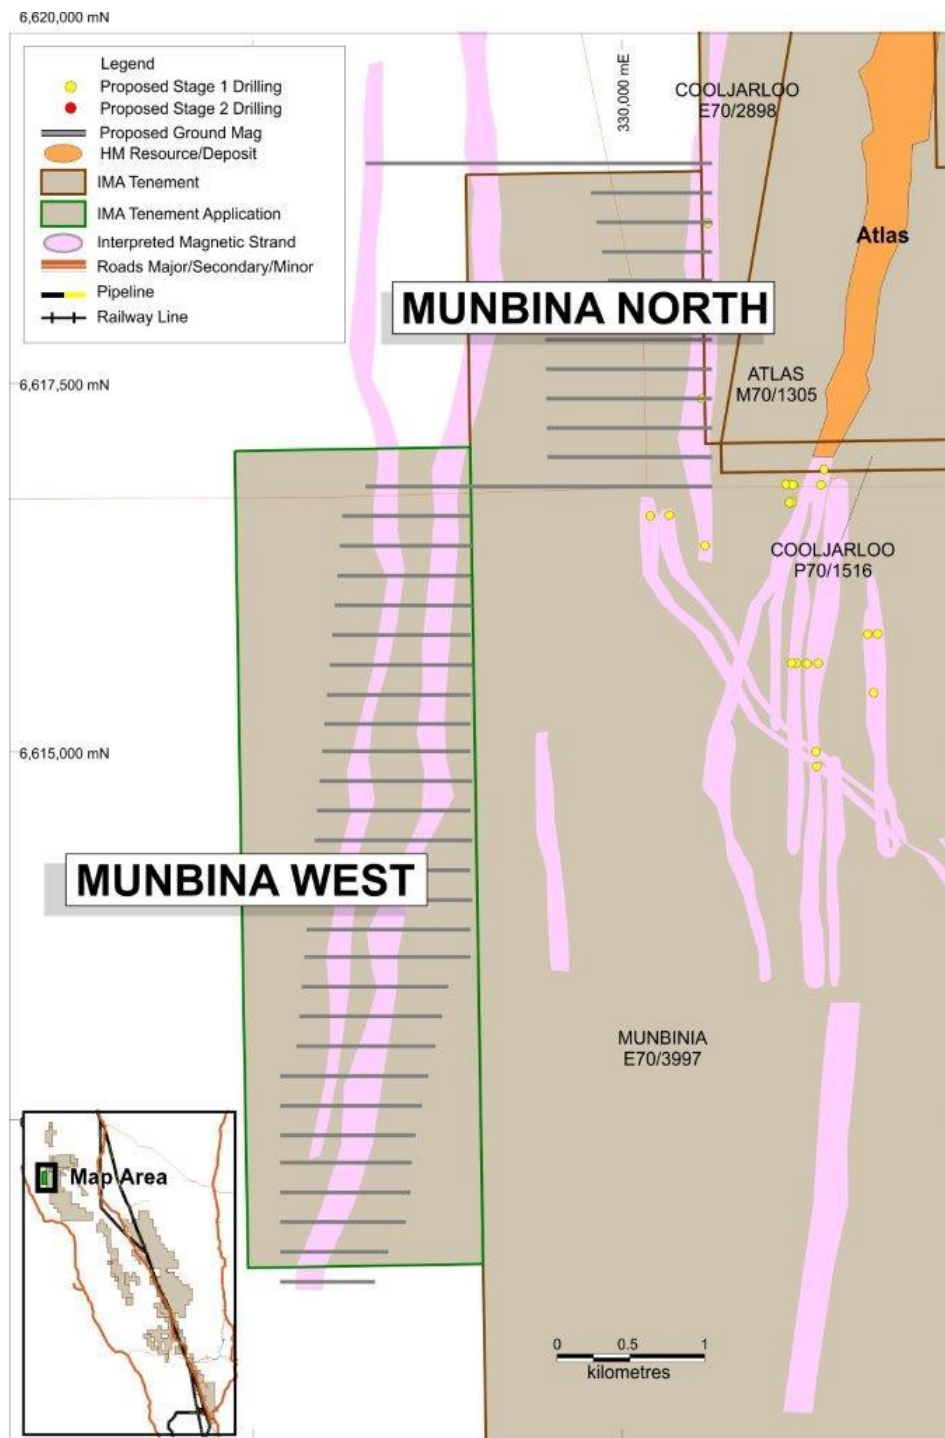 6,620,000 mN
Legend
Proposed Stage 1 Drilling
Proposed Stage 2 Drilling
Proposed Ground Mag
HM Resource/Deposit
IMA Tenement
IMA Tenement Application
Interpreted Magnetic Strand
Roads Major/Secondary/Minor
Pipeline
Railway Line
330,000 mE
COOLJARLOO
E70/2898
Atlas
MUNBINA NORTH
ATLAS
M70/1305
6,617,500 mN
COOLJARLOO
P70/1516
6,615,000 mN
MUNBINA WEST
MUNBINIA
E70/3997
Map Area
0 0.5 1
kilometres